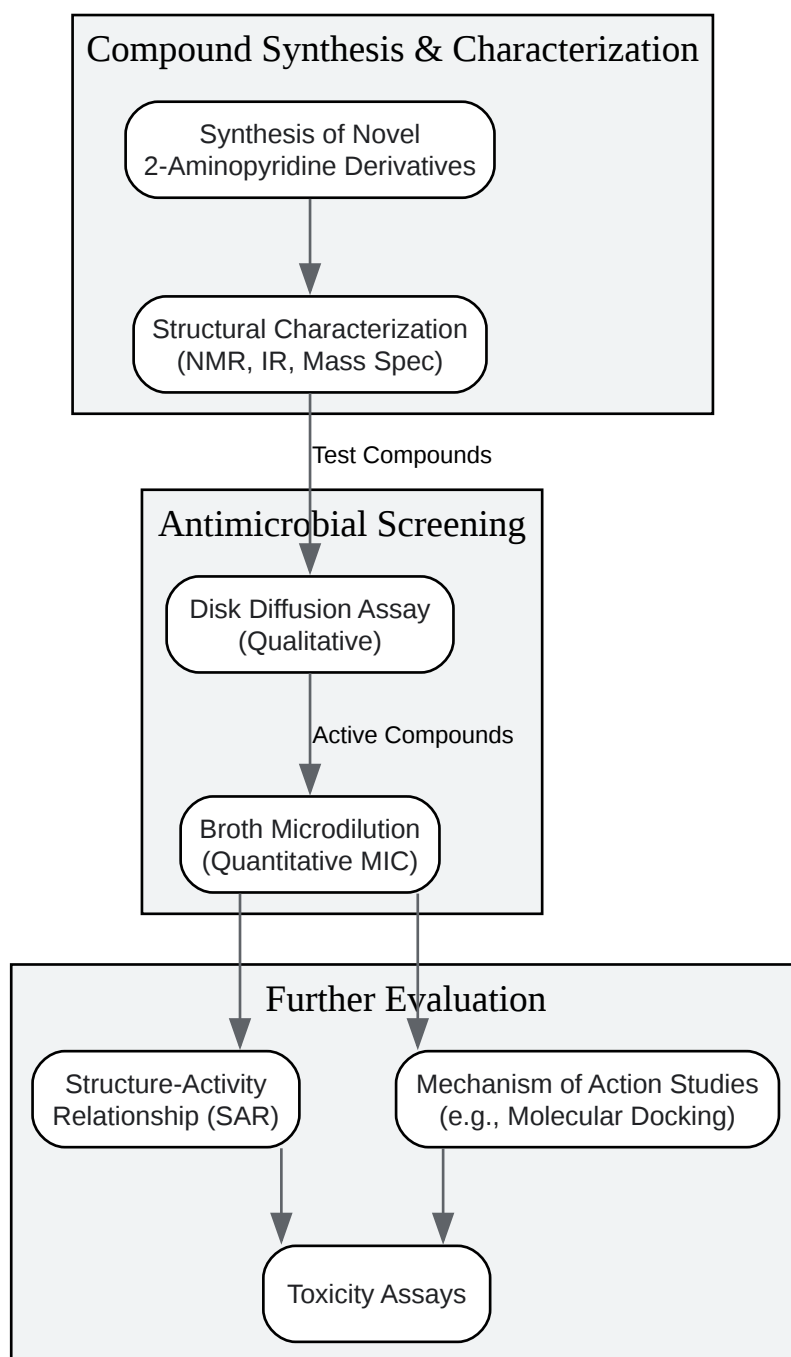 Compound Synthesis & Characterization
Synthesis of Novel
2-Aminopyridine Derivatives
Structural Characterization
(NMR, IR, Mass Spec)
Test Compounds
Antimicrobial Screening
Disk Diffusion Assay
(Qualitative)
Active Compounds
Broth Microdilution
(Quantitative MIC)
Further Evaluation
Structure-Activity
Relationship (SAR)
Mechanism of Action Studies
(e.g., Molecular Docking)
Toxicity Assays